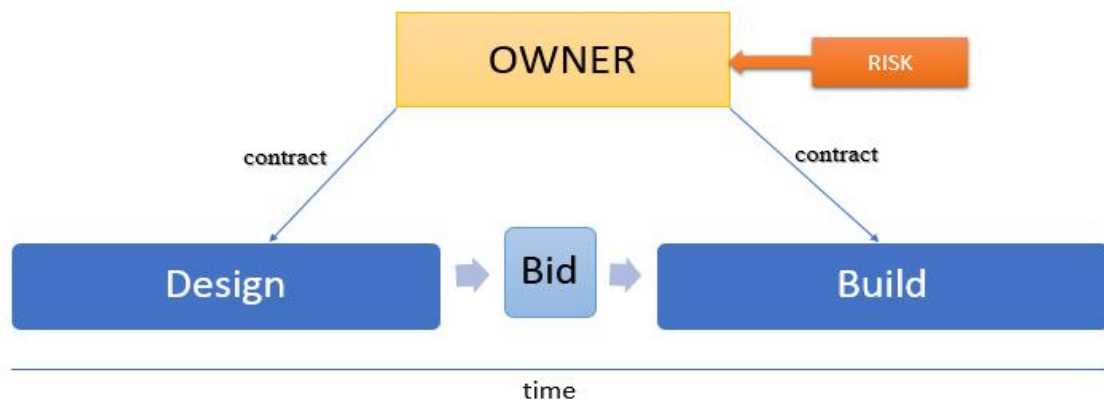 OWNER
RISK
contract
contract
Design
Bid
Build
time